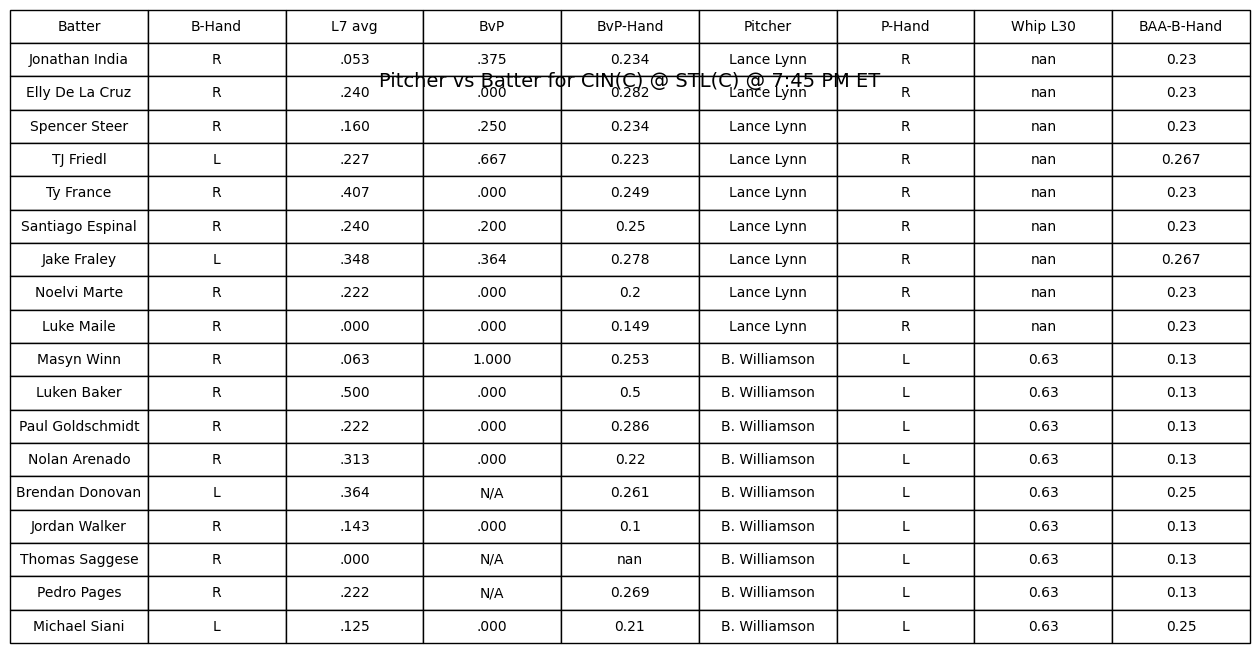 Batter B-Hand L7 avg BvP BvP-Hand Pitcher P-Hand Whip L30 BAA-B-Hand
Jonathan India R .053 .375 0.234 Lance Lynn R nan 0.23
Pitcher vs Batter for CIN(C) @ STL(C) @ 7:45 PM ET
Elly De La Cruz R .240 .000 0.282 Lance Lynn R nan 0.23
Spencer Steer R .160 .250 0.234 Lance Lynn R nan 0.23
TJ Friedl L .227 .667 0.223 Lance Lynn R nan 0.267
Ty France R .407 .000 0.249 Lance Lynn R nan 0.23
Santiago Espinal R .240 .200 0.25 Lance Lynn R nan 0.23
Jake Fraley L .348 .364 0.278 Lance Lynn R nan 0.267
Noelvi Marte R .222 .000 0.2 Lance Lynn R nan 0.23
Luke Maile R .000 .000 0.149 Lance Lynn R nan 0.23
Masyn Winn R .063 1.000 0.253 B. Williamson L 0.63 0.13
Luken Baker R .500 .000 0.5 B. Williamson L 0.63 0.13
Paul Goldschmidt R .222 .000 0.286 B. Williamson L 0.63 0.13
Nolan Arenado R .313 .000 0.22 B. Williamson L 0.63 0.13
Brendan Donovan L .364 N/A 0.261 B. Williamson L 0.63 0.25
Jordan Walker R .143 .000 0.1 B. Williamson L 0.63 0.13
Thomas Saggese R .000 N/A nan B. Williamson L 0.63 0.13
Pedro Pages R .222 N/A 0.269 B. Williamson L 0.63 0.13
Michael Siani L .125 .000 0.21 B. Williamson L 0.63 0.25